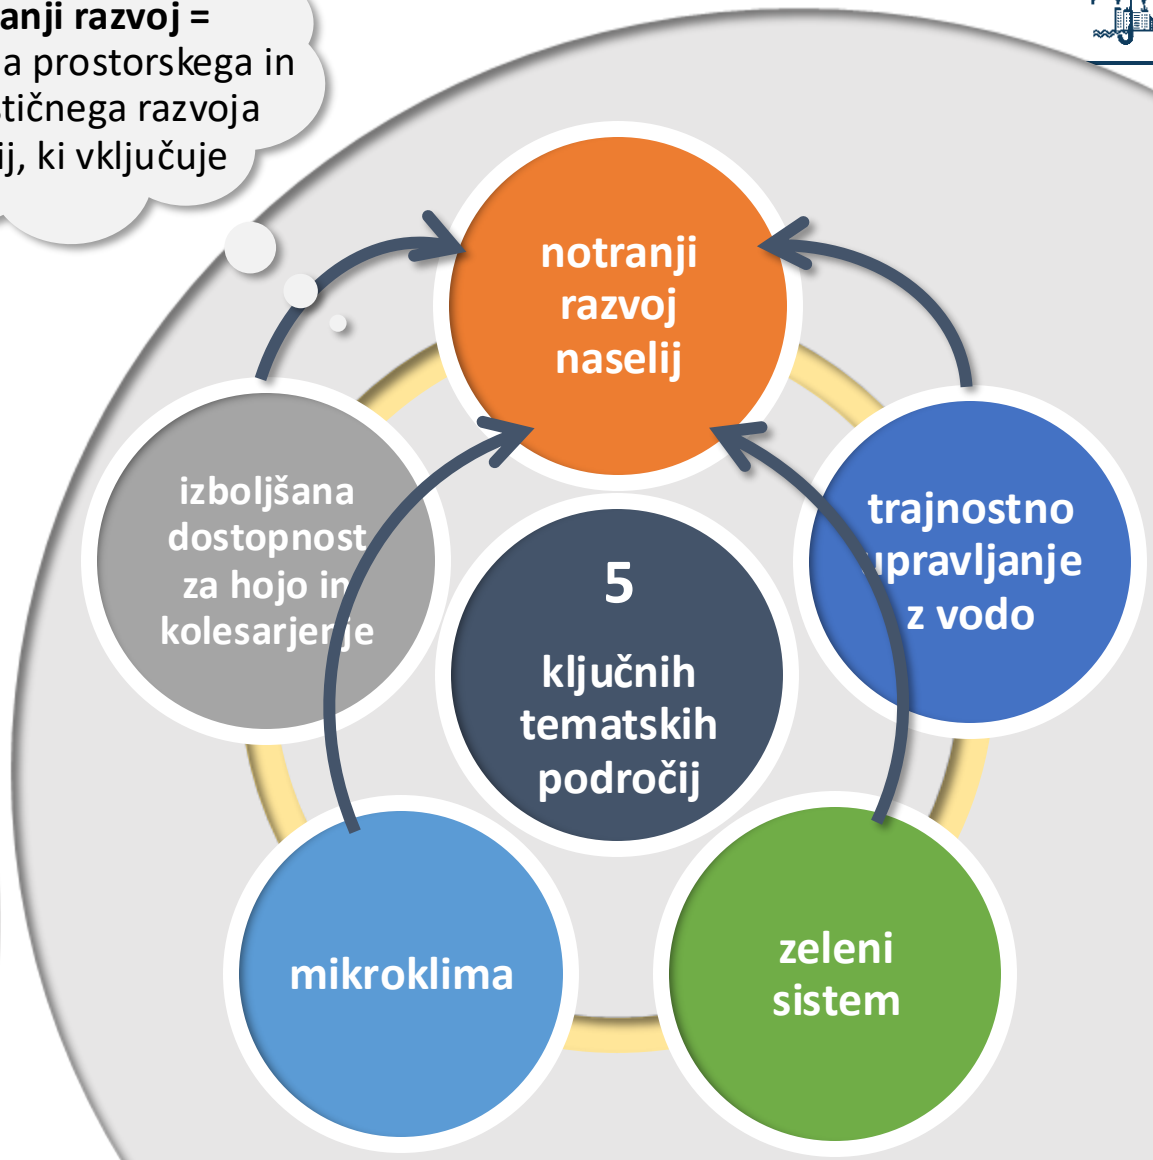 anji razvoj =
a prostorskega in
stičnega razvoja
ij, ki vključuje
notranji
razvoj
naselij
izboljšana
dostopnost
za hojo in
kolesarjenje
trajnostno
upravljanje
z vodo
5
ključnih
tematskih
področij
mikroklima
zeleni
sistem